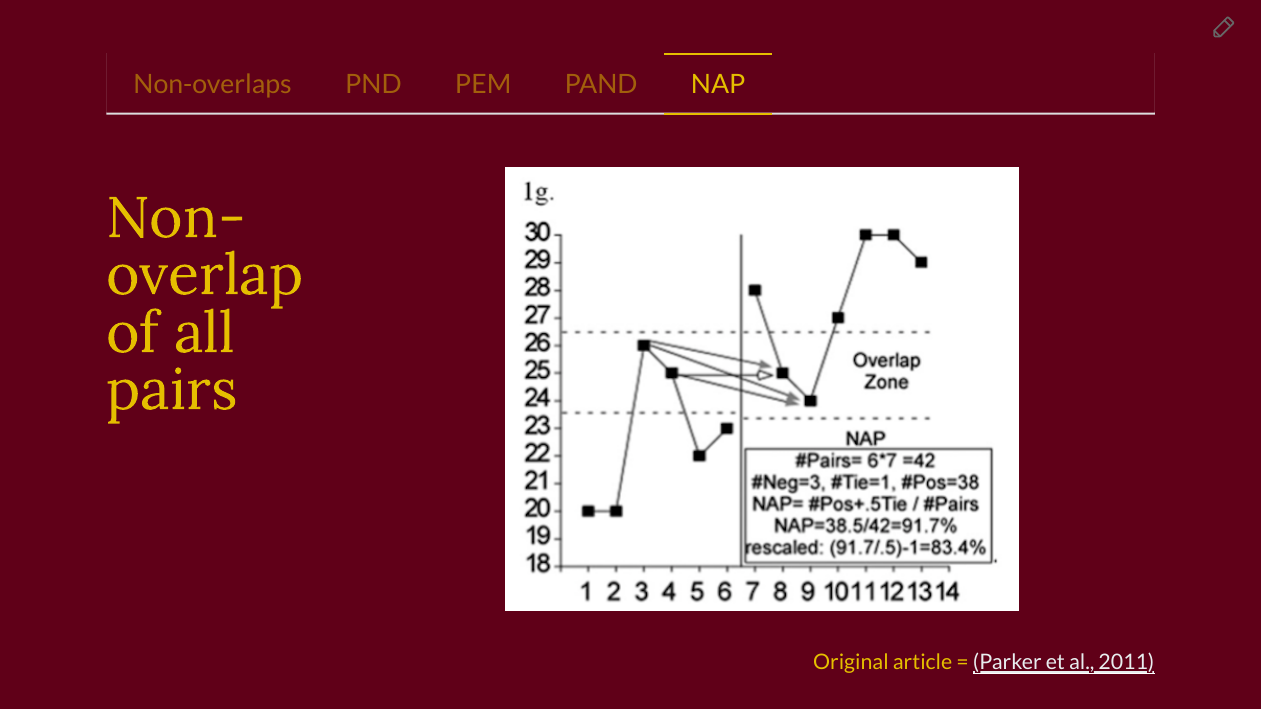 Non-overlaps PND PEM PAND NAP
Non-
overlap
of all
pairs
1g.
30
29
28
27
26
25
24
23
22
21
20
19
18
Overlap
Zone
NAP
#Pairs= 6*7 =42
#Neg=3, #Tie=1, #Pos=38
NAP= #Pos+.5Tie / #Pairs
NAP=38.5/42=91.7%
rescaled: (91.7/.5)-1=83.4%
1 2 3 4 5 6 7 8 9 10 11 12 13 14
Original article = (Parker et al., 2011)